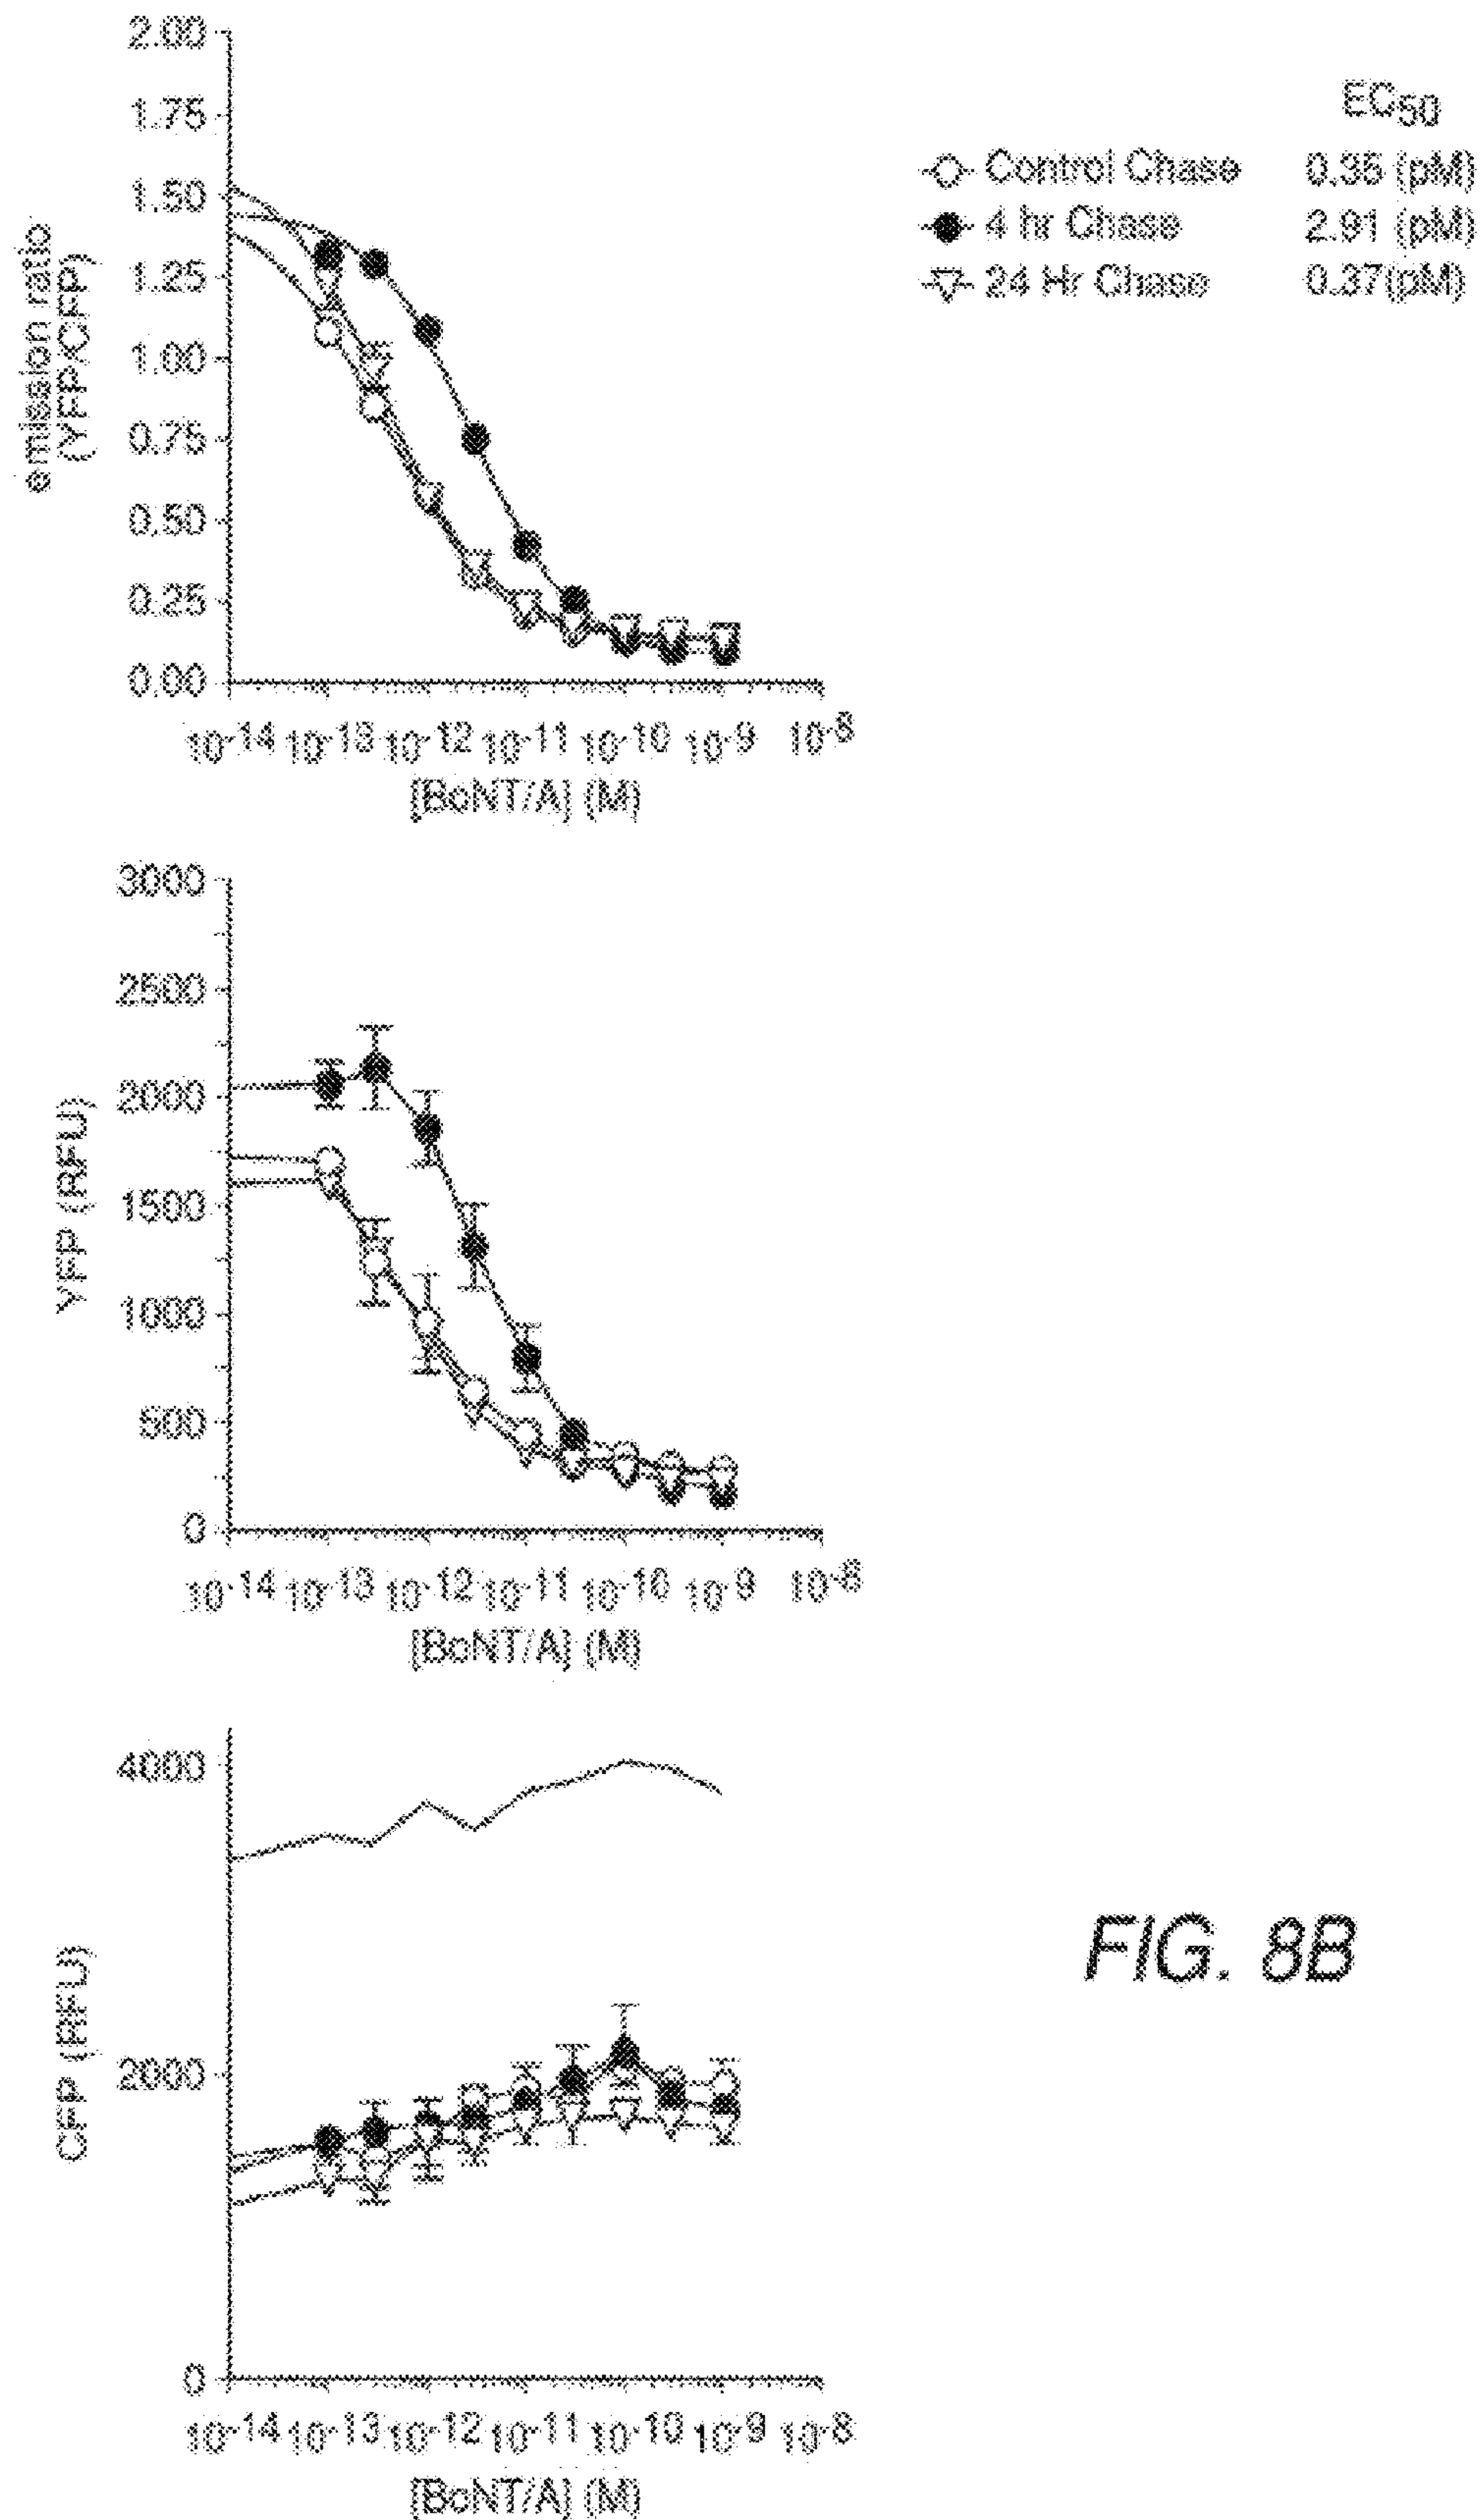 2.00
1.75
1.50
1.25
1.00
0.75
0.50
0.25
0.00
emission ratio
(YFP/CFP)
10-14 10-13 10-12 10-11 10-10 10-9 10-8
[BoNT/A] (M)
EC50
Control Chase 0.35 (pM)
4 hr Chase 2.91 (pM)
24 Hr Chase 0.37(pM)
3000
2500
2000
1500
1000
500
0
YFP (RFU)
10-14 10-13 10-12 10-11 10-10 10-9 10-8
[BoNT/A] (M)
4000
2000
0
CFP (RFU)
10-14 10-13 10-12 10-11 10-10 10-9 10-8
[BoNT/A] (M)
FIG. 8B